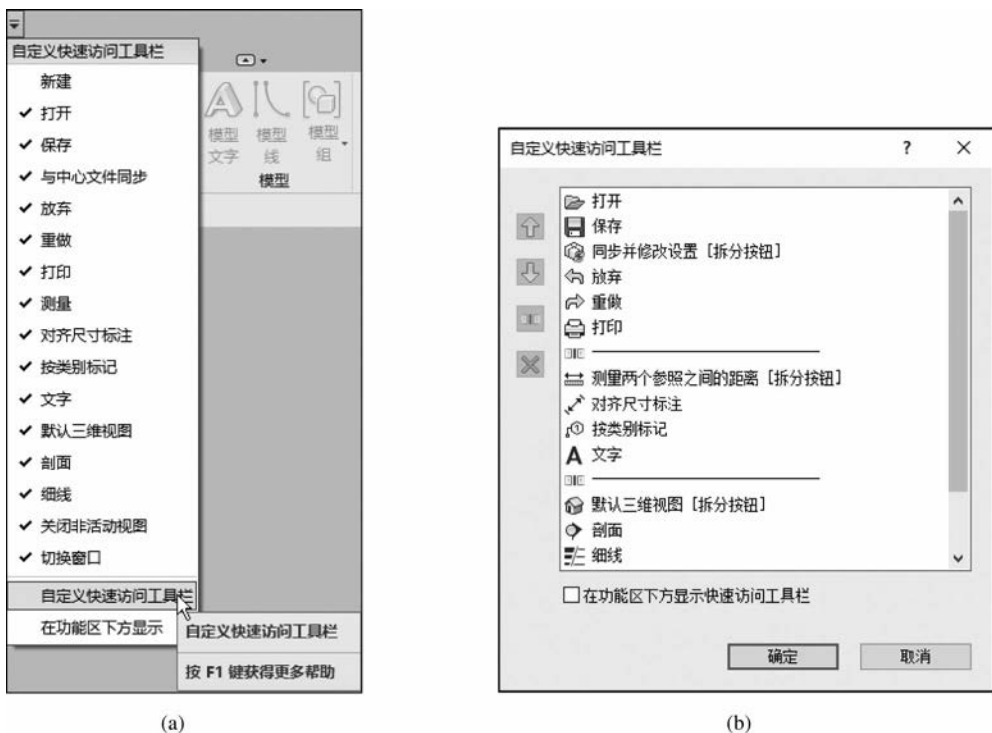 自定义快速访问工具栏
新建
打开
保存
与中心文件同步
放弃
重做
打印
测量
对齐尺寸标注
按类别标记
文字
默认三维视图
剖面
细线
关闭非活动视图
切换窗口
自定义快速访问工具栏
在功能区下方显示
模型 模型 模型
文字 线 组
模型
自定义快速访问工具栏
按 F1 键获得更多帮助
(a)
自定义快速访问工具栏 ? ×
打开
保存
同步并修改设置 [拆分按钮]
放弃
重做
打印
测量两个参照之间的距离 [拆分按钮]
对齐尺寸标注
按类别标记
文字
默认三维视图 [拆分按钮]
剖面
细线
在功能区下方显示快速访问工具栏
确定 取消
(b)